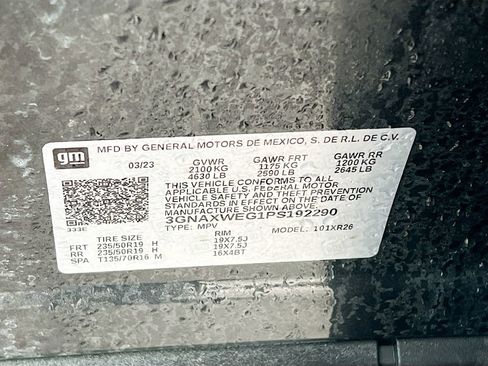 gm
MFD BY GENERAL MOTORS DE MEXICO, S. DE R.L. DE C.V.
03/23 GVWR GAWR FRT GAWR RR
2100 KG 1175 KG 1200 KG
4630 LB 2590 LB 2645 LB
THIS VEHICLE CONFORMS TO ALL
APPLICABLE U.S. FEDERAL MOTOR
VEHICLE SAFETY AND THEFT PREVENTION
STANDARDS IN EFFECT ON THE DATE OF
MANUFACTURE SHOWN ABOVE.
3GNAXWEG1PS192290
333E TYPE: MPV MODEL: 101XR26
TIRE SIZE RIM
FRT 235/50R19 H 19X7.5J
RR 235/50R19 H 19X7.5J
SPA T135/70R16 M 16X4BT